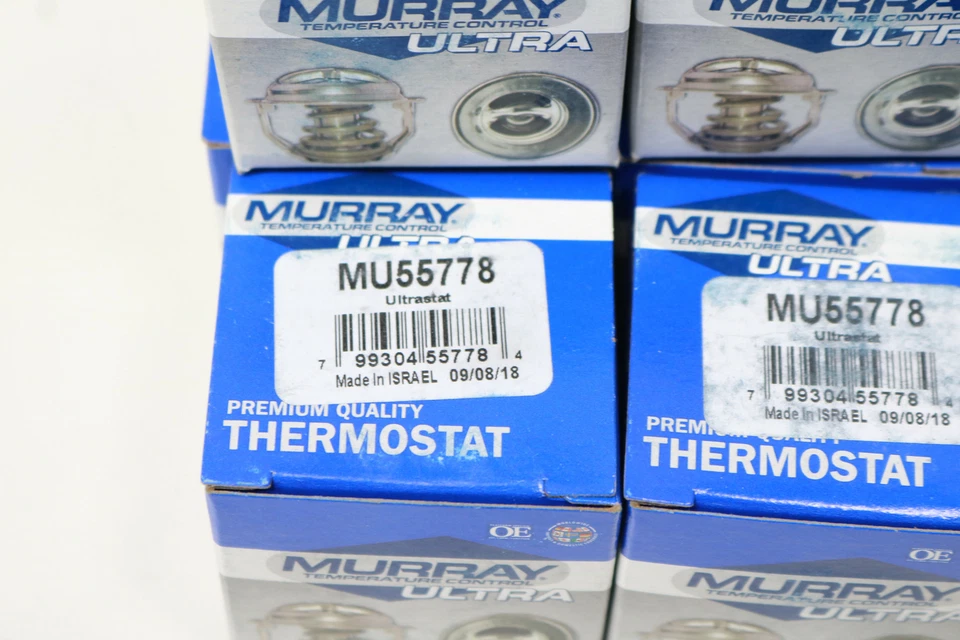 MURRAY®
TEMPERATURE CONTROL
ULTRA
MURRAY
TEMPERATURE CONTROL
ULTRA
MURRAY®
TEMPERATURE CONTROL
ULTRA
MU55778
Ultrastat
7 99304 55778 4
Made In ISRAEL 09/08/18
PREMIUM QUALITY
THERMOSTAT
MURRAY®
TEMPERATURE CONTROL
ULTRA
MU55778
Ultrastat
7 99304 55778 4
Made In ISRAEL 09/08/18
PREMIUM QUALITY
THERMOSTAT
OE
MURRAY®
TEMPERATURE CONTROL
ULTRA
OE
MURRAY
TEMPERATURE CONTROL
ULTRA